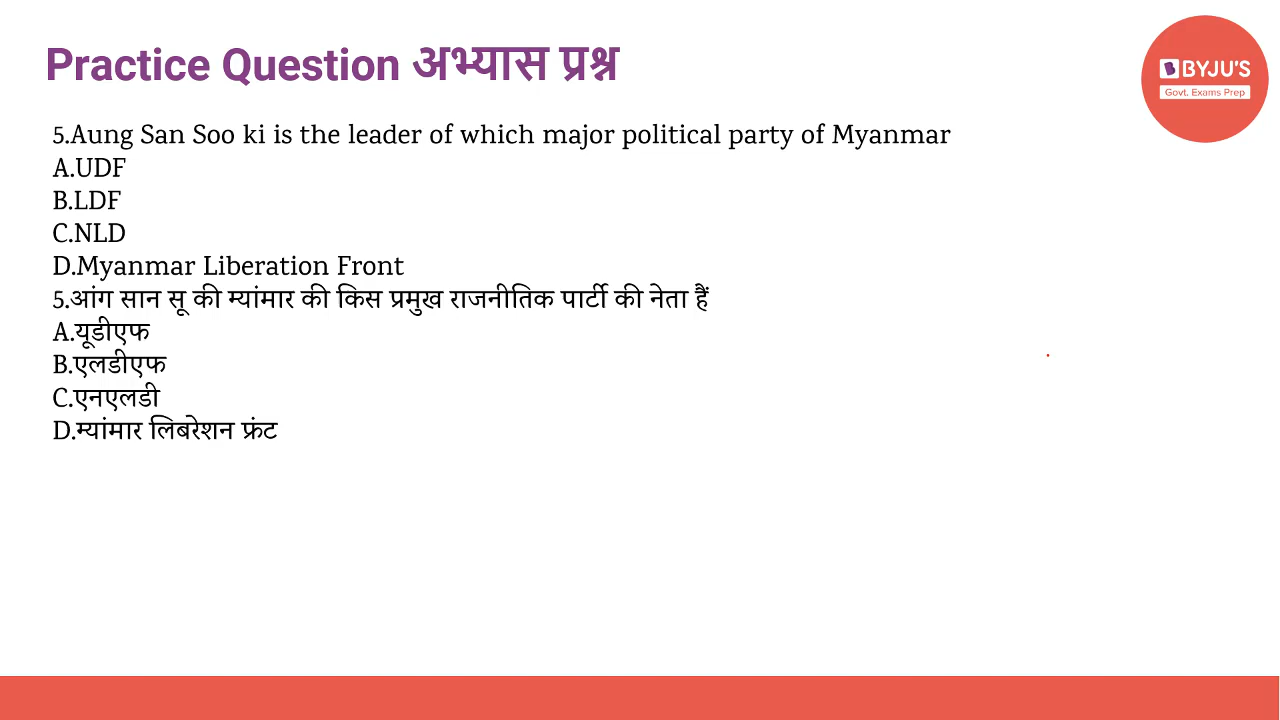 Practice Question अभ्यास प्रश्न
BYJU'S
Govt. Exams Prep
5.Aung San Soo ki is the leader of which major political party of Myanmar
A.UDF
B.LDF
C.NLD
D.Myanmar Liberation Front
5.आंग सान सू की म्यांमार की किस प्रमुख राजनीतिक पार्टी की नेता हैं
A.यूडीएफ
B.एलडीएफ
C.एनएलडी
D.म्यांमार लिबरेशन फ्रंट